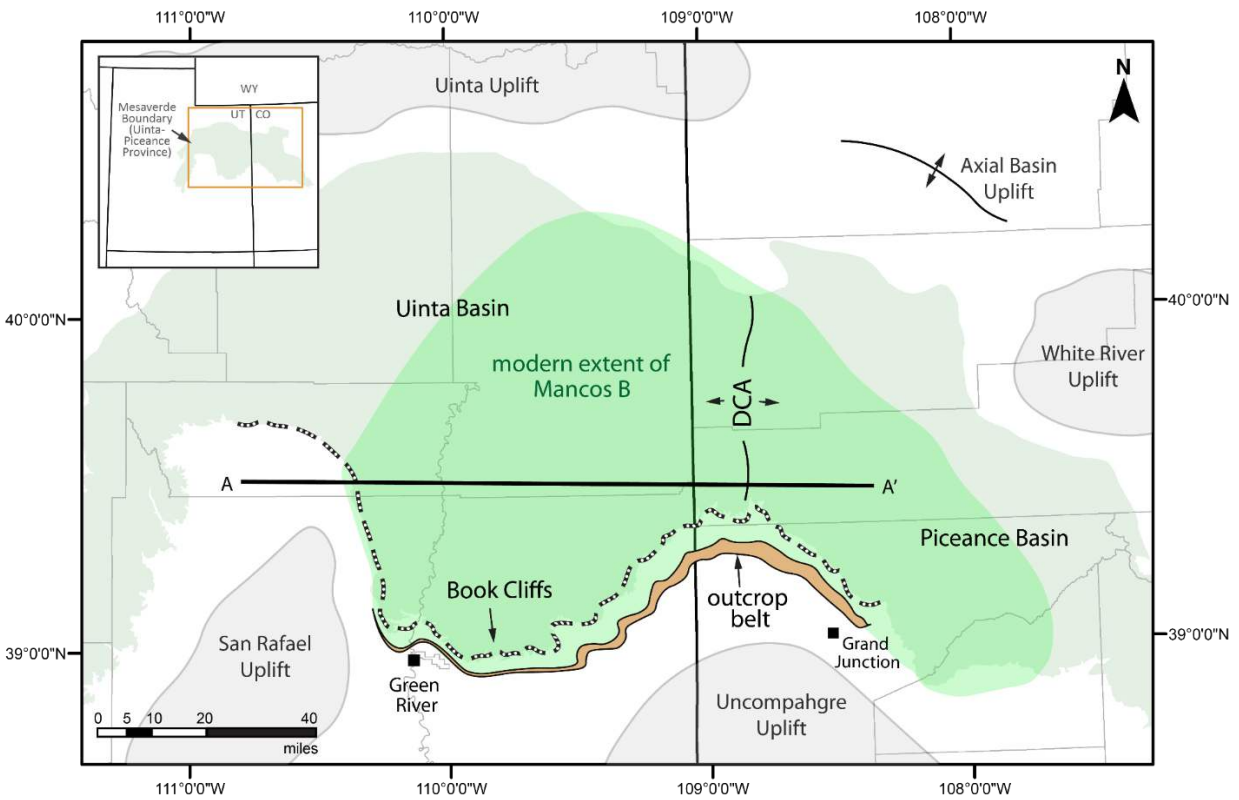 111°0'0"W
110°0'0"W
109°0'0"W
108°0'0"W
Uinta Uplift
N
WY
UT
CO
Mesaverde
Boundary
(Uinta-
Piceance
Province)
Axial Basin
Uplift
40°0'0"N
Uinta Basin
40°0'0"N
modern extent of
Mancos B
White River
Uplift
DCA
A
A'
Piceance Basin
Book Cliffs
outcrop
belt
San Rafael
Uplift
39°0'0"N
39°0'0"N
Grand
Junction
Green
River
Uncompahgre
Uplift
0 5 10 20 40
miles
111°0'0"W
110°0'0"W
109°0'0"W
108°0'0"W